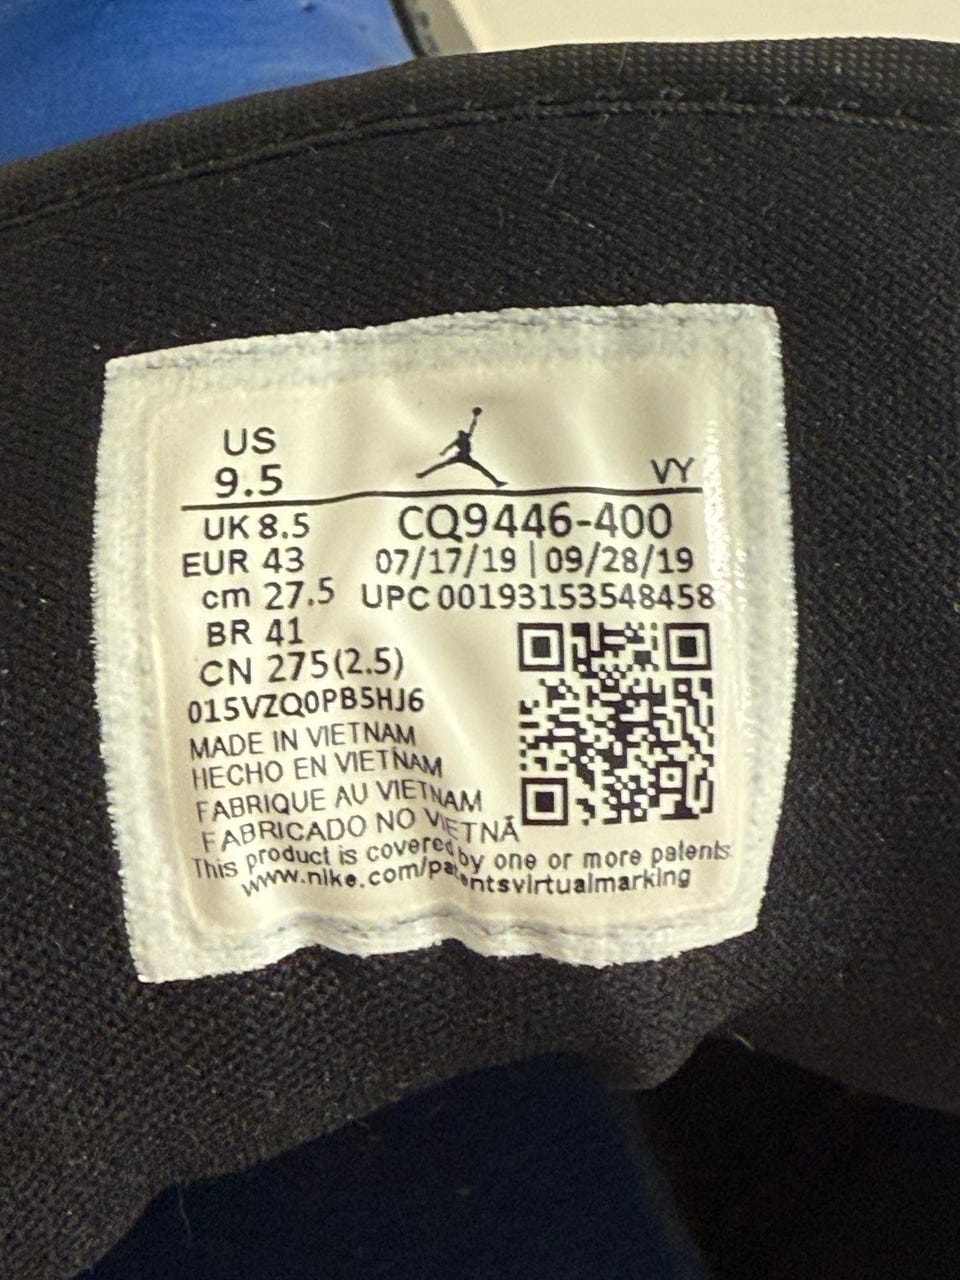 US
9.5
VY
UK 8.5
CQ9446-400
EUR 43
07/17/19 | 09/28/19
cm 27.5
UPC 00193153548458
BR 41
CN 275(2.5)
015VZQ0PB5HJ6
MADE IN VIETNAM
HECHO EN VIETNAM
FABRIQUE AU VIETNAM
FABRICADO NO VIETNÃ
This product is covered by one or more patents
www.nike.com/patentsvirtualmarking